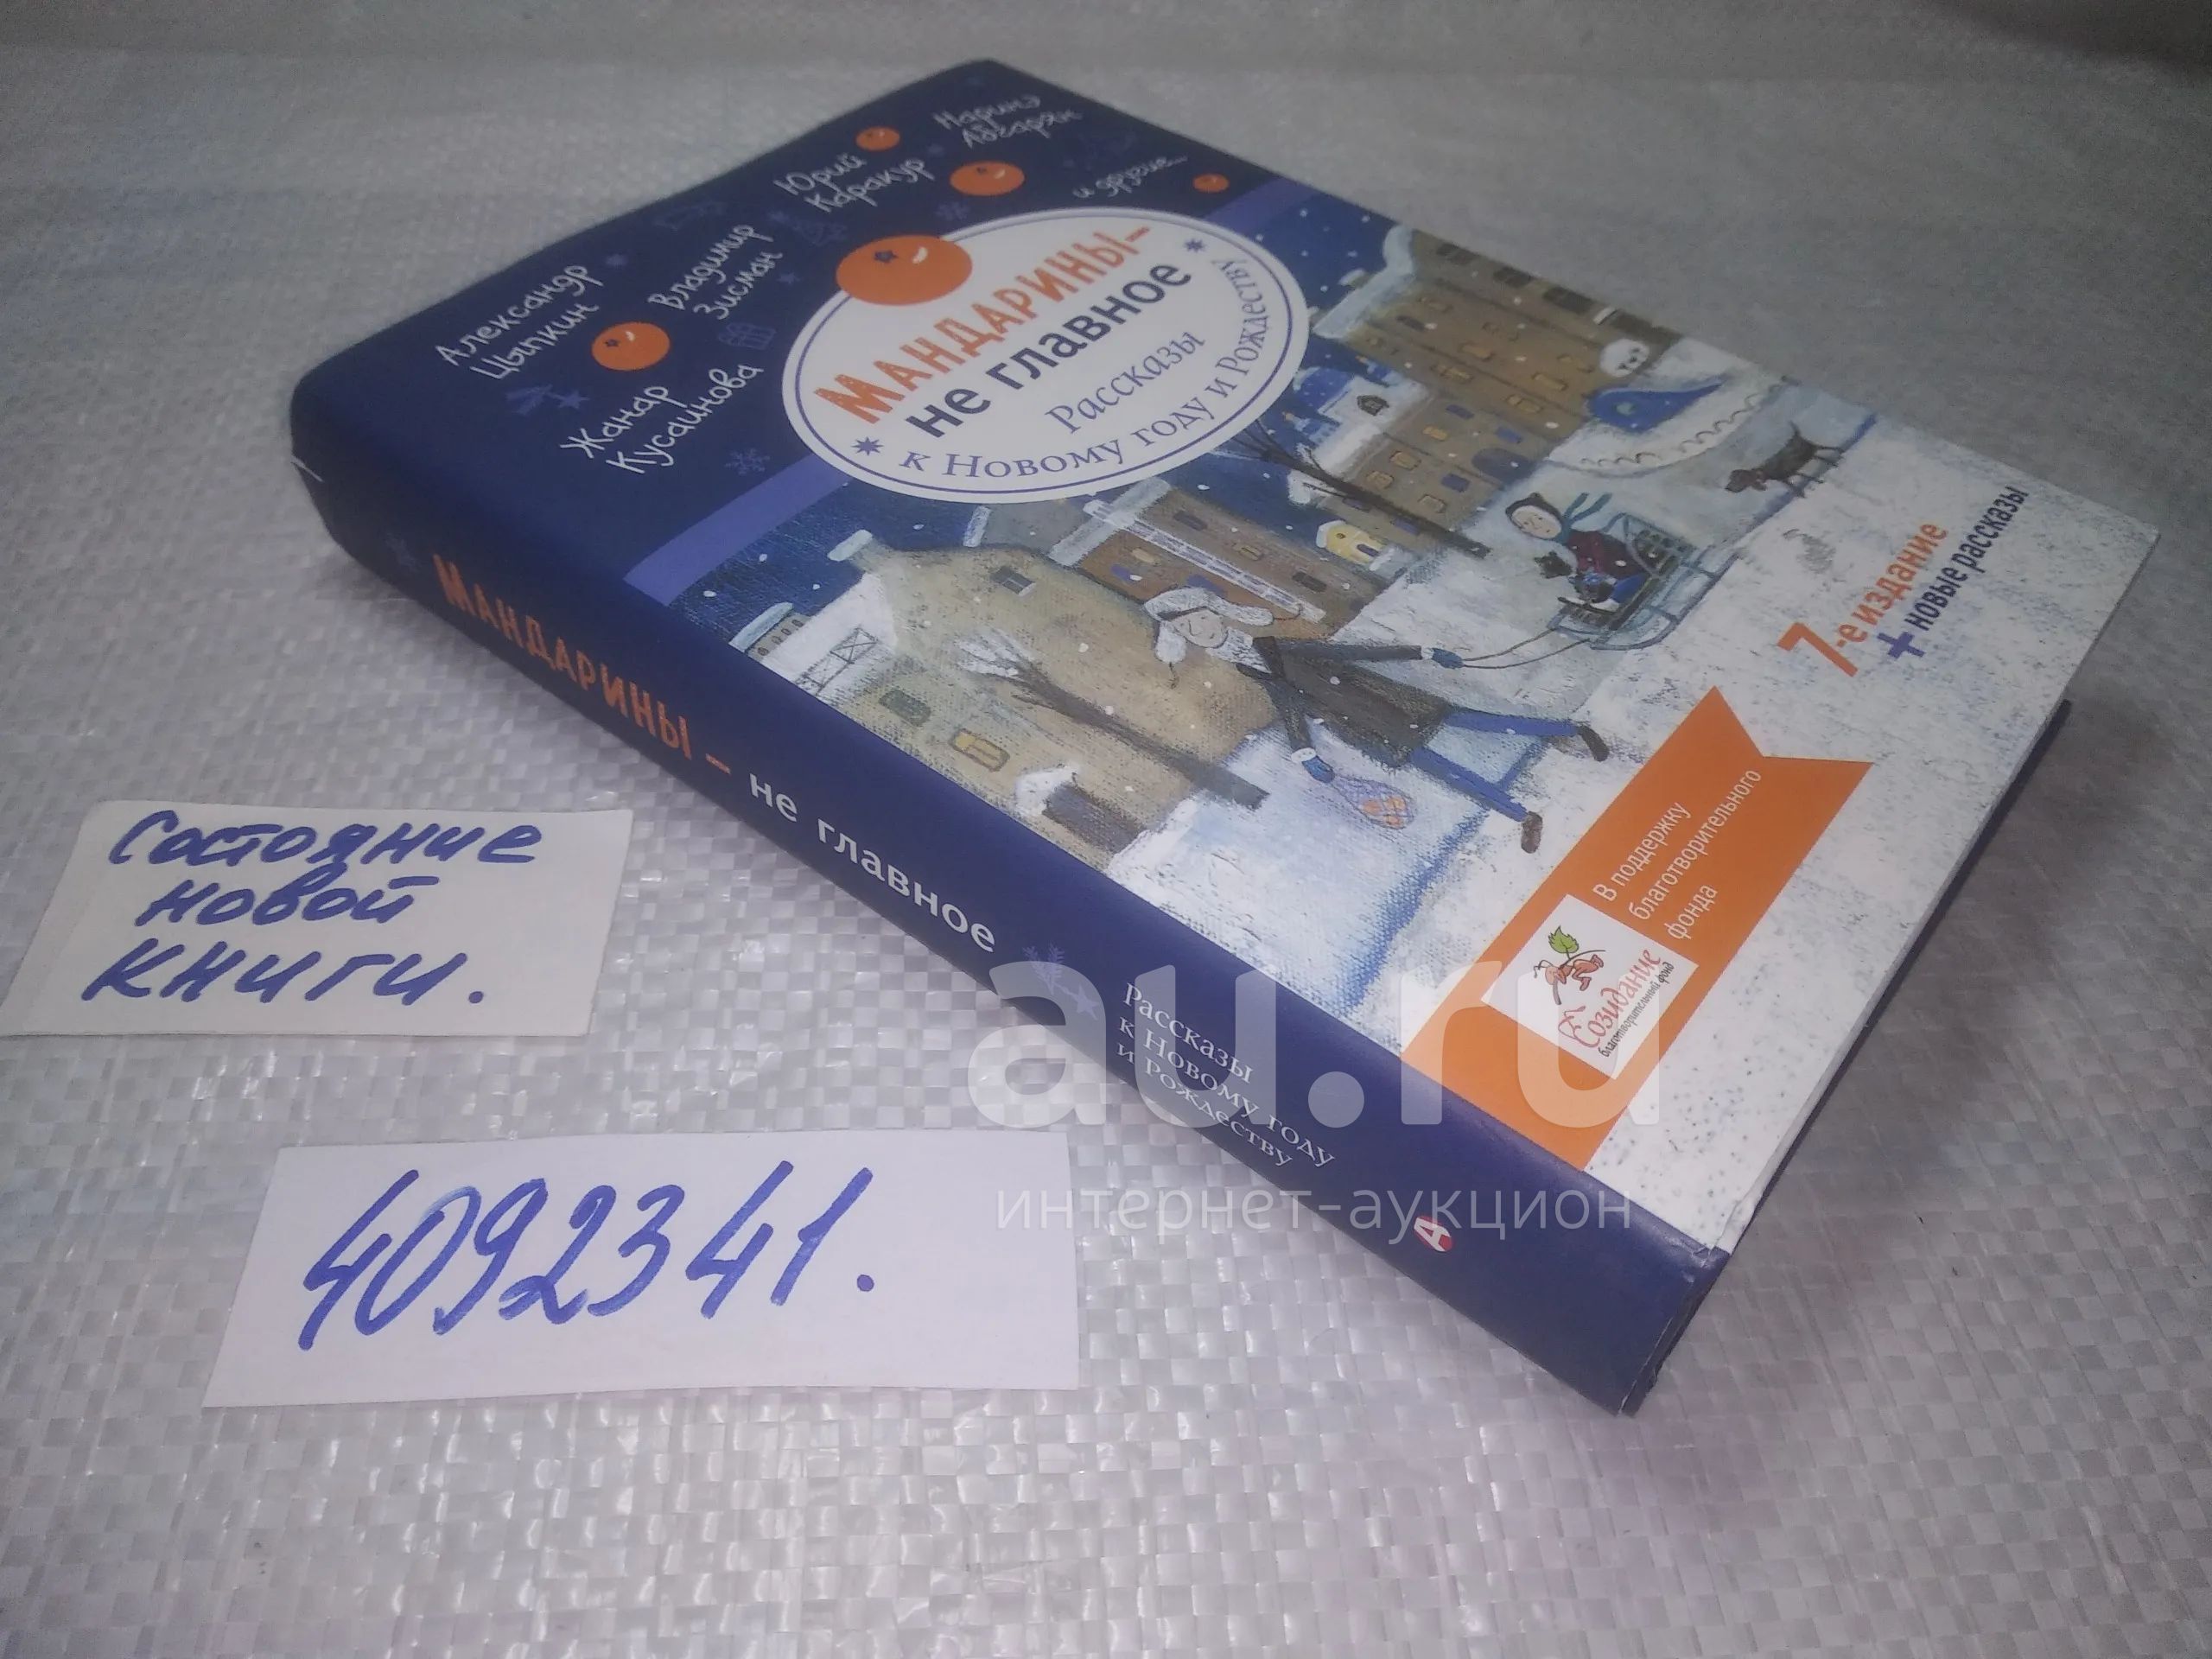 Александр
Цыпкин
Владимир
Зисман
Юрий
Каракур
Наринэ
Абгарян
Жанар
Кусаинова
и другие...
Мандарины–
не главное
Рассказы
к Новому году и Рождеству
7-е издание
+ новые рассказы
В поддержку
благотворительного
фонда
Созидание
благотворительный фонд
Мандарины –
не главное
Рассказы
к Новому году
и Рождеству
А
Состояние
новой
книги.
4092341.
au.ru
интернет-аукцион